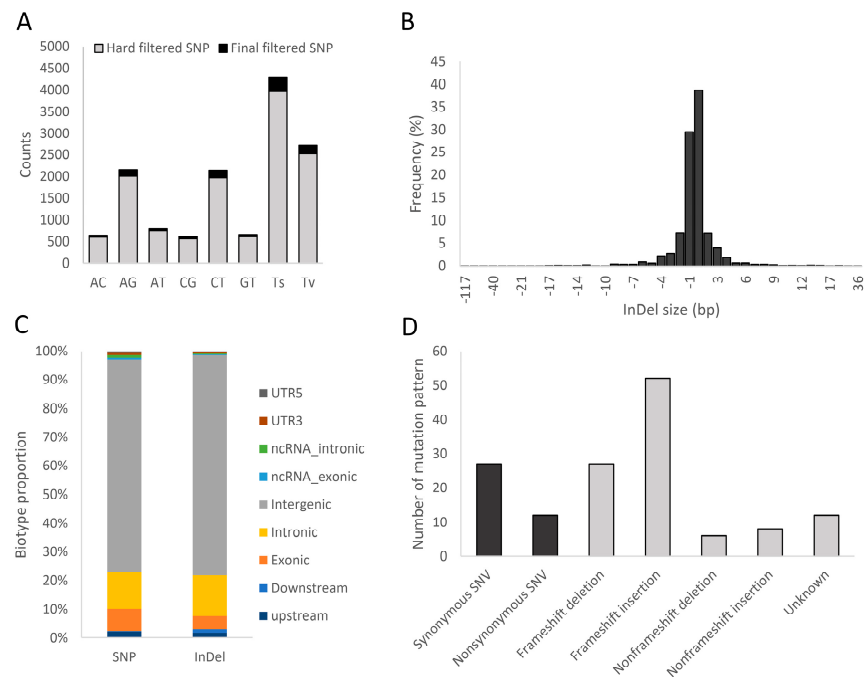 A
Counts
5000
4500
4000
3500
3000
2500
2000
1500
1000
500
0
Hard filtered SNP
Final filtered SNP
AC AG AT CG CT GT Ts Tv
B
Frequency (%)
45
40
35
30
25
20
15
10
5
0
-117 -40 -21 -17 -14 -10 -7 -4 -1 3 6 9 12 17 36
InDel size (bp)
C
Biotype proportion
100%
90%
80%
70%
60%
50%
40%
30%
20%
10%
0%
SNP InDel
UTR5
UTR3
ncRNA_intronic
ncRNA_exonic
Intergenic
Intronic
Exonic
Downstream
upstream
D
Number of mutation pattern
60
50
40
30
20
10
0
Synonymous SNV
Nonsynonymous SNV
Frameshift deletion
Frameshift insertion
Nonframeshift deletion
Nonframeshift insertion
Unknown